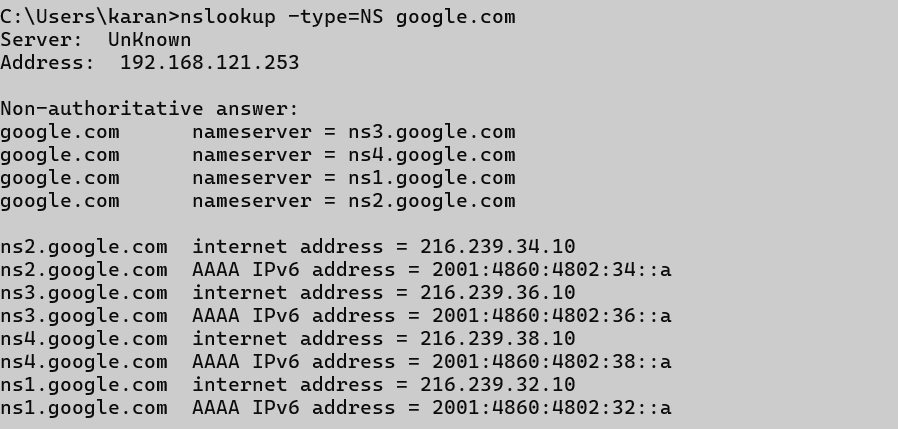 C:\Users\karan>nslookup -type=NS google.com
Server:  UnKnown
Address:  192.168.121.253

Non-authoritative answer:
google.com      nameserver = ns3.google.com
google.com      nameserver = ns4.google.com
google.com      nameserver = ns1.google.com
google.com      nameserver = ns2.google.com

ns2.google.com  internet address = 216.239.34.10
ns2.google.com  AAAA IPv6 address = 2001:4860:4802:34::a
ns3.google.com  internet address = 216.239.36.10
ns3.google.com  AAAA IPv6 address = 2001:4860:4802:36::a
ns4.google.com  internet address = 216.239.38.10
ns4.google.com  AAAA IPv6 address = 2001:4860:4802:38::a
ns1.google.com  internet address = 216.239.32.10
ns1.google.com  AAAA IPv6 address = 2001:4860:4802:32::a